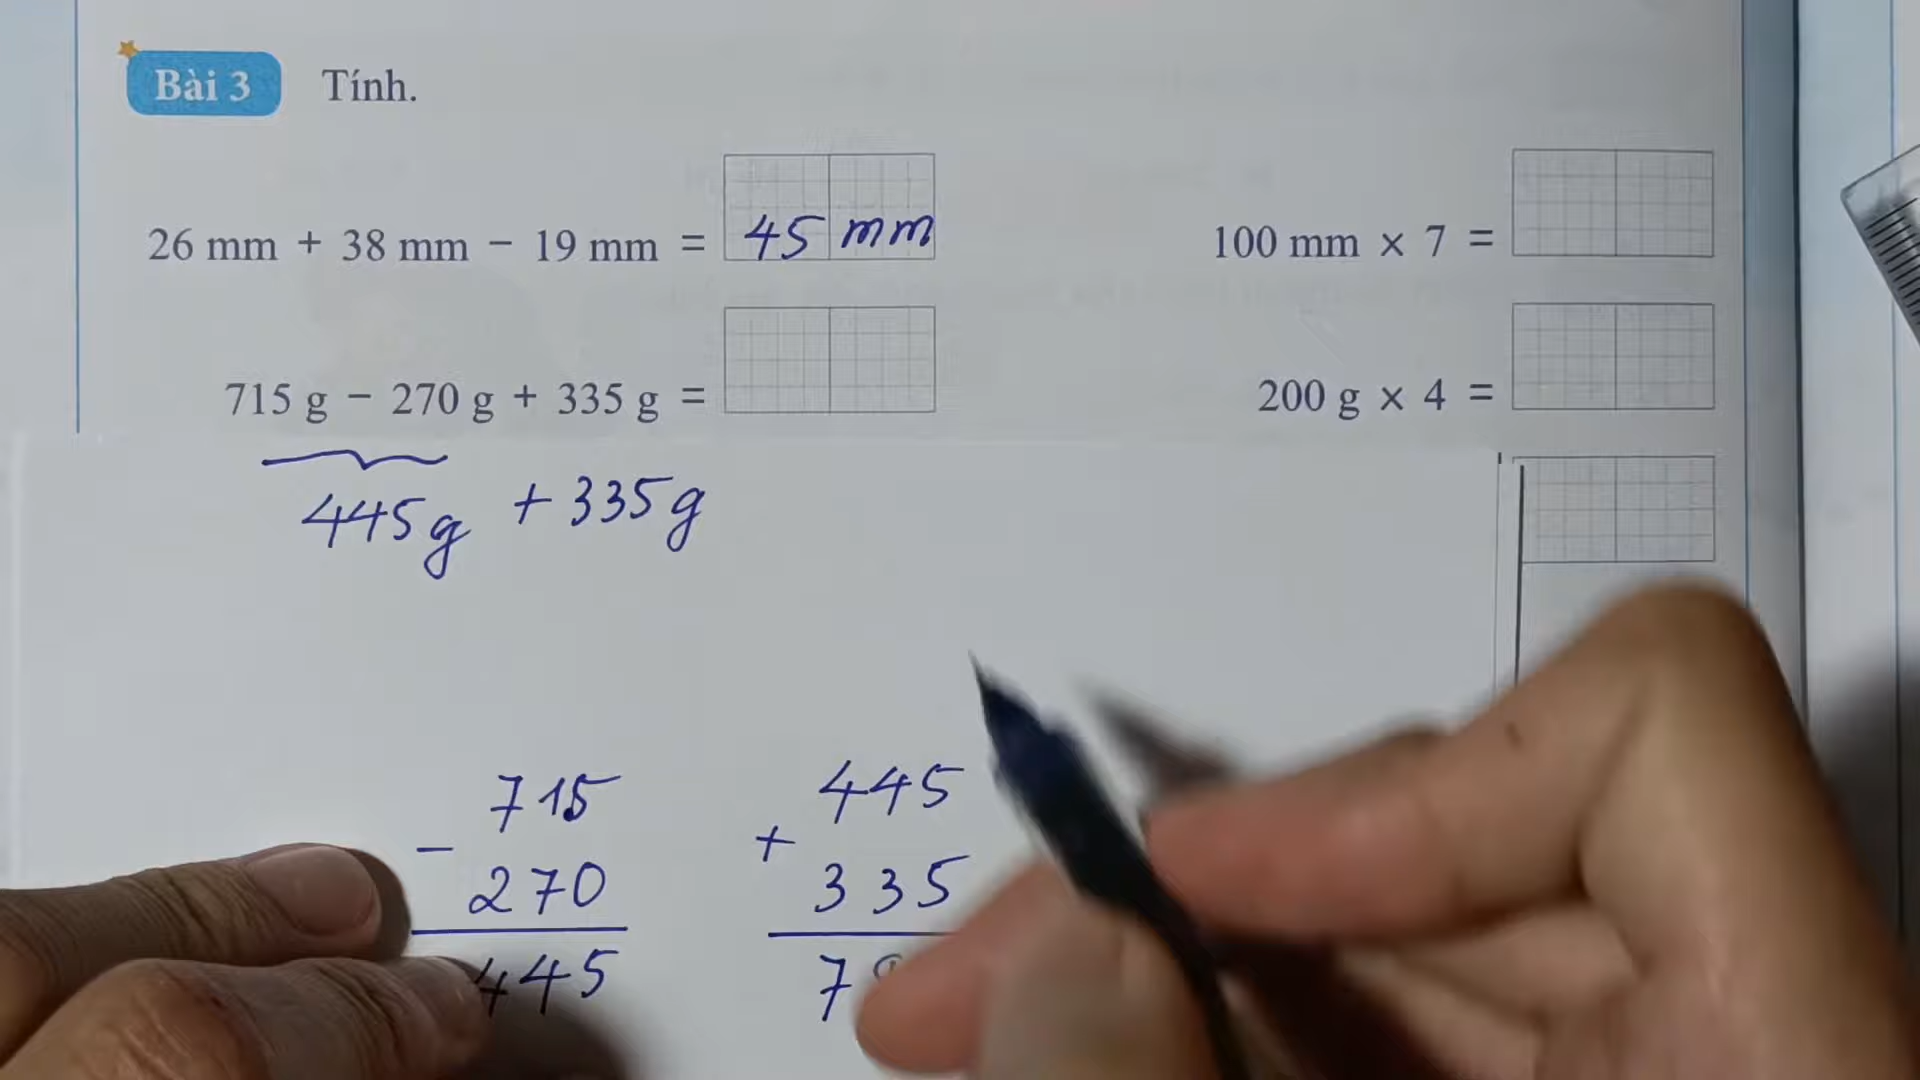 Bài 3 Tính.
26 mm + 38 mm − 19 mm = 45 mm
100 mm × 7 =
715 g − 270 g + 335 g =
200 g × 4 =
445g + 335g
715
− 270
445
445
+ 335
7